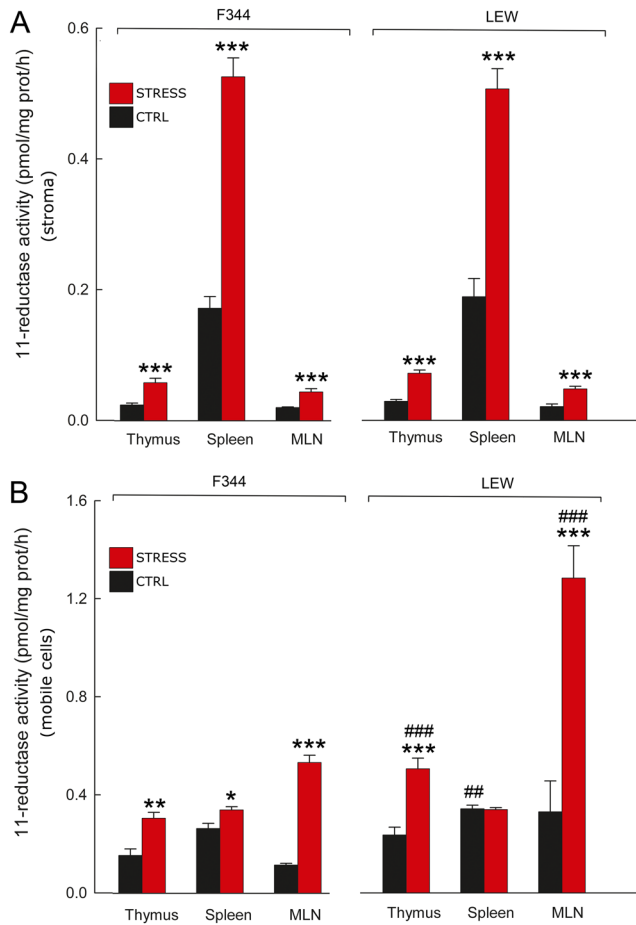 A
F344
LEW
0.6
***
***
STRESS
CTRL
0.4
11-reductase activity (pmol/mg prot/h)
(stroma)
0.2
***
***
***
***
0.0
Thymus
Spleen
MLN
Thymus
Spleen
MLN
B
F344
LEW
1.6
###
***
STRESS
CTRL
1.2
11-reductase activity (pmol/mg prot/h)
(mobile cells)
0.8
###
***
***
0.4
**
*
##
0.0
Thymus
Spleen
MLN
Thymus
Spleen
MLN